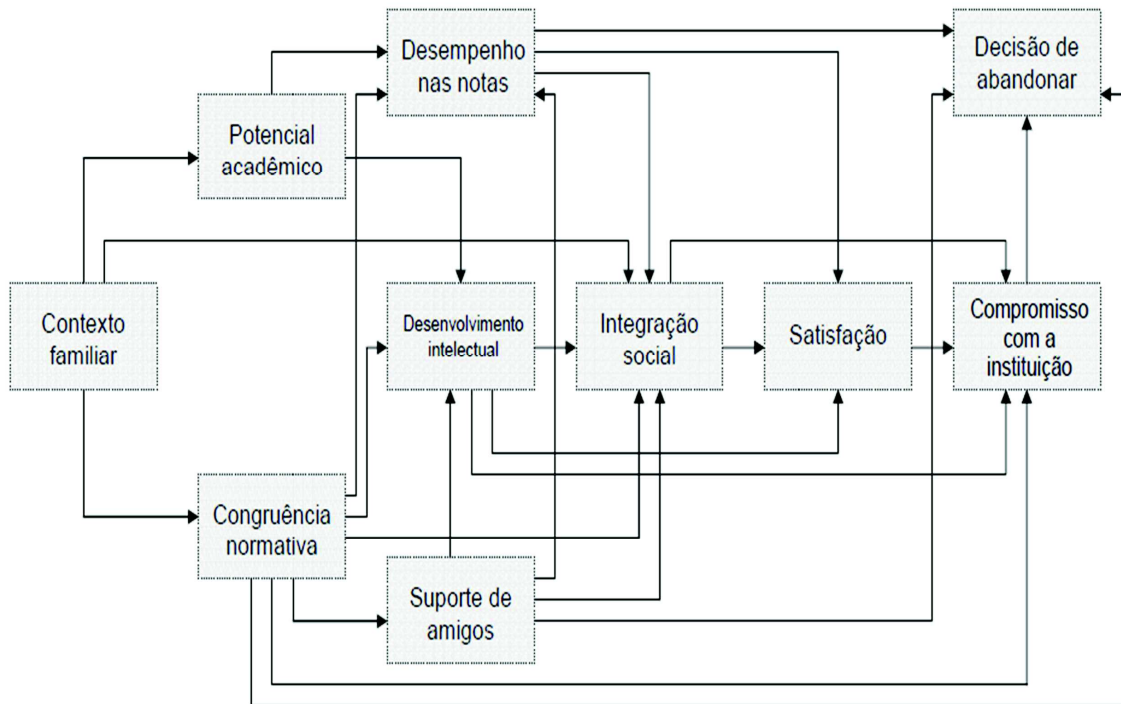 Desempenho
nas notas
Decisão de
abandonar
Potencial
acadêmico
Contexto
familiar
Desenvolvimento
intelectual
Integração
social
Satisfação
Compromisso
com a
instituição
Congruência
normativa
Suporte de
amigos